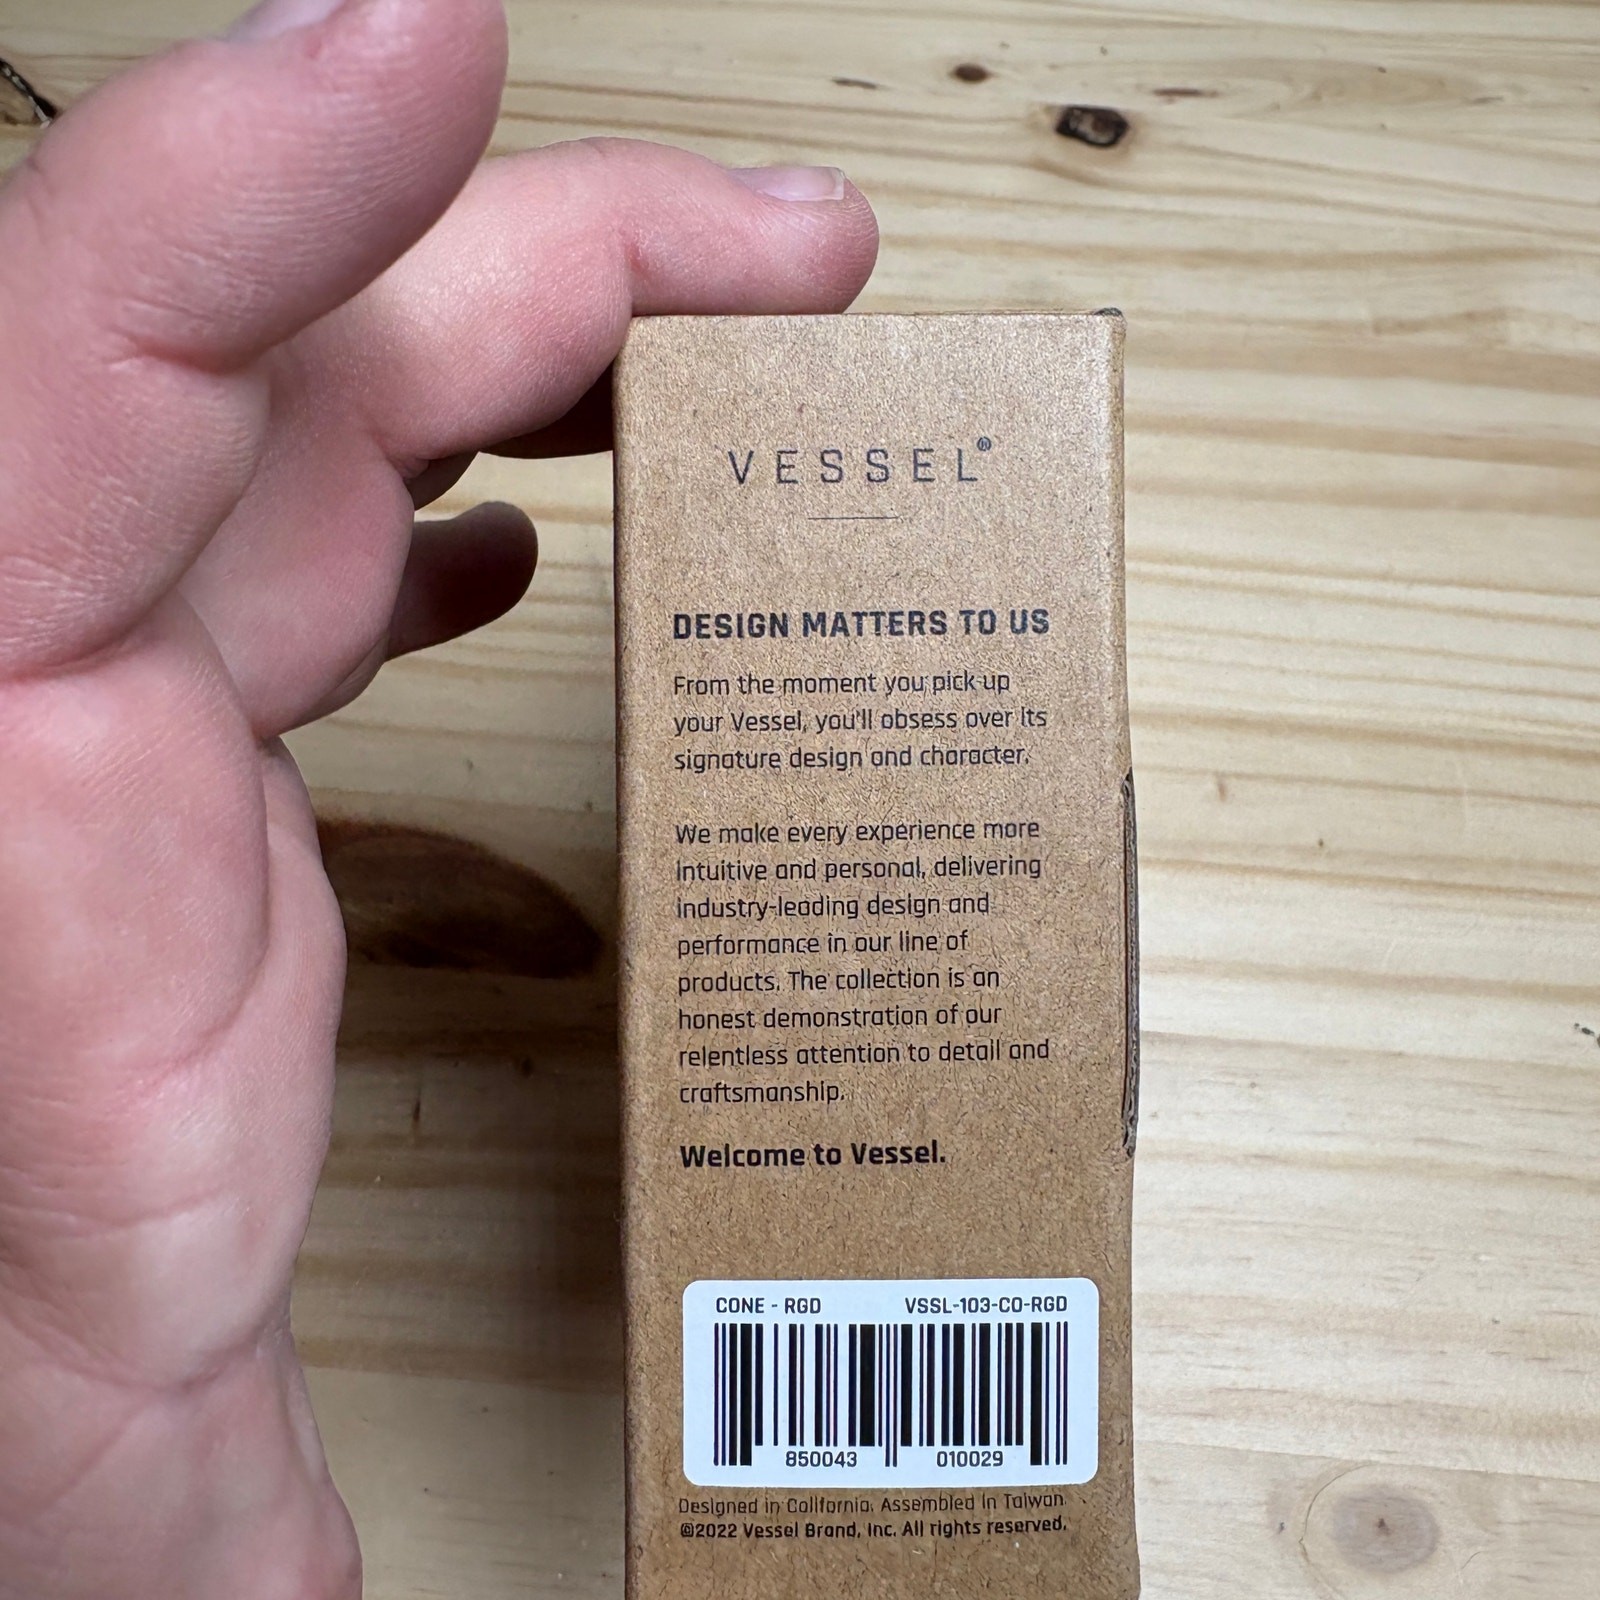 VESSEL®
DESIGN MATTERS TO US
From the moment you pick up
your Vessel, you'll obsess over its
signature design and character.
We make every experience more
intuitive and personal, delivering
industry-leading design and
performance in our line of
products. The collection is an
honest demonstration of our
relentless attention to detail and
craftsmanship.
Welcome to Vessel.
CONE - RGD VSSL-103-CO-RGD
850043 010029
Designed in California. Assembled in Taiwan
©2022 Vessel Brand, Inc. All rights reserved.